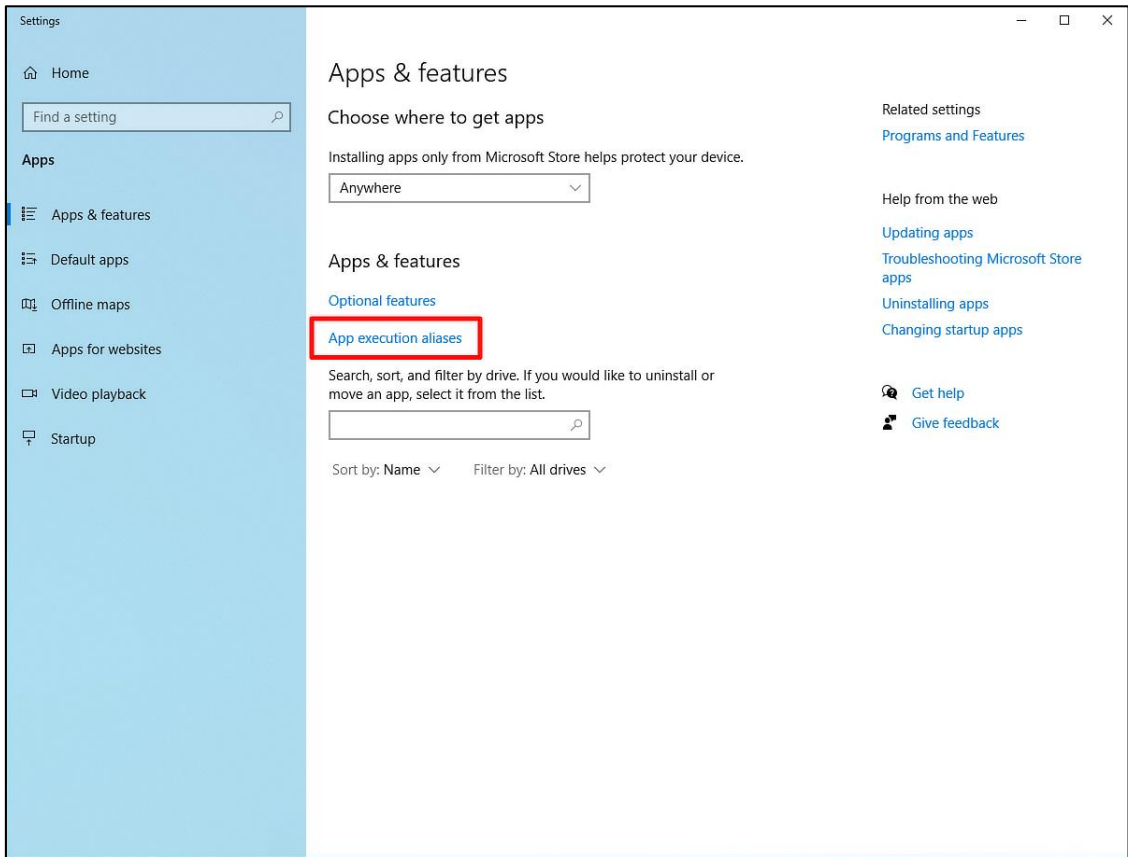 Settings
Home
Find a setting
Apps
Apps & features
Default apps
Offline maps
Apps for websites
Video playback
Startup
Apps & features
Choose where to get apps
Installing apps only from Microsoft Store helps protect your device.
Anywhere
Apps & features
Optional features
App execution aliases
Search, sort, and filter by drive. If you would like to uninstall or
move an app, select it from the list.
Sort by: Name Filter by: All drives
Related settings
Programs and Features
Help from the web
Updating apps
Troubleshooting Microsoft Store
apps
Uninstalling apps
Changing startup apps
Get help
Give feedback